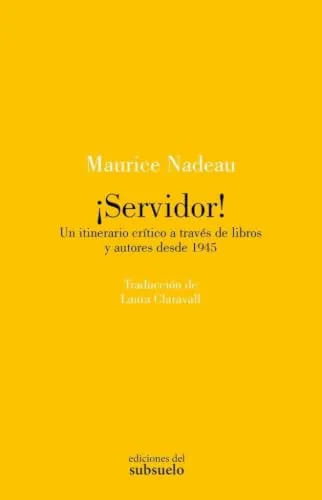 Maurice Nadeau
¡Servidor!
Un itinerario crítico a través de libros
y autores desde 1945
Traducción de
Laura Claravall
ediciones del
subsuelo